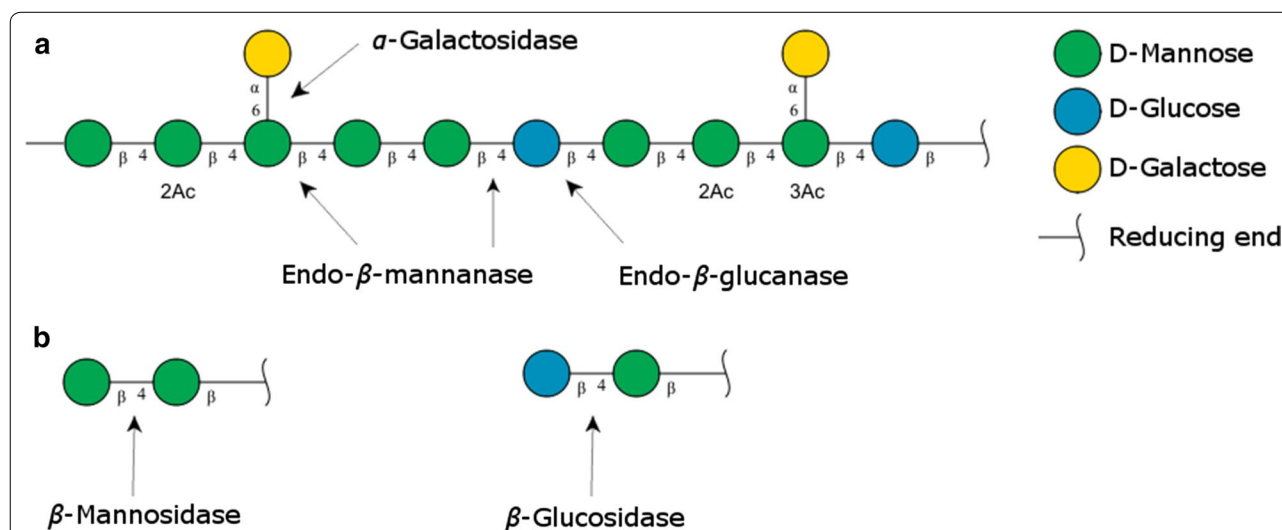 a
α-Galactosidase
α
6
α
6
β 4 β 4 β 4 β 4 β 4 β 4 β 4 β 4 β 4 β
2Ac 2Ac 3Ac
Endo-β-mannanase
Endo-β-glucanase
D-Mannose
D-Glucose
D-Galactose
Reducing end
b
β 4 β
β 4 β
β-Mannosidase
β-Glucosidase